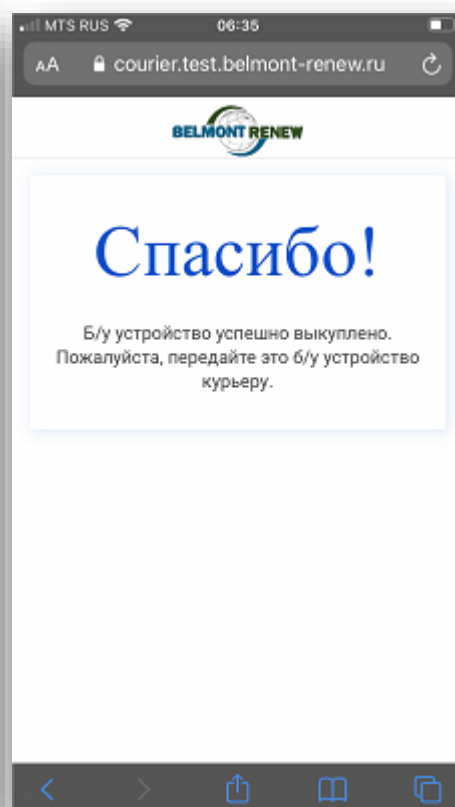 MTS RUS 06:35
AA courier.test.belmont-renew.ru
BELMONT RENEW
Спасибо!
Б/у устройство успешно выкуплено.
Пожалуйста, передайте это б/у устройство
курьеру.